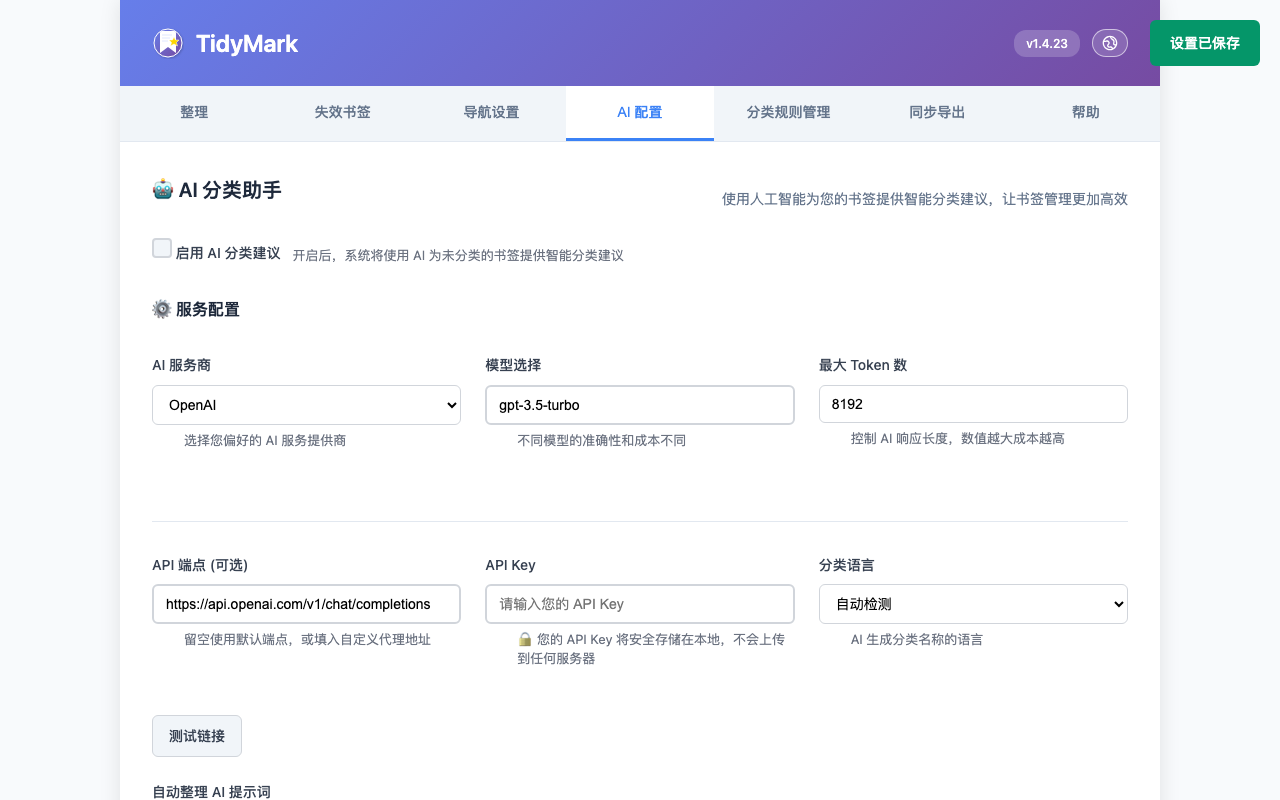 TidyMark
v1.4.23
设置已保存
整理
失效书签
导航设置
AI 配置
分类规则管理
同步导出
帮助
AI 分类助手
使用人工智能为您的书签提供智能分类建议，让书签管理更加高效
启用 AI 分类建议
开启后，系统将使用 AI 为未分类的书签提供智能分类建议
服务配置
AI 服务商
模型选择
最大 Token 数
OpenAI
gpt-3.5-turbo
8192
选择您偏好的 AI 服务提供商
不同模型的准确性和成本不同
控制 AI 响应长度，数值越大成本越高
API 端点 (可选)
API Key
分类语言
https://api.openai.com/v1/chat/completions
请输入您的 API Key
自动检测
留空使用默认端点，或填入自定义代理地址
您的 API Key 将安全存储在本地，不会上传
到任何服务器
AI 生成分类名称的语言
测试链接
自动整理 AI 提示词